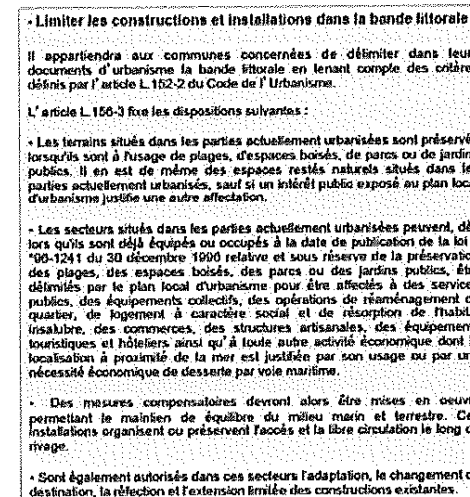 - Limiter les constructions et installations dans la bande littorale
Il appartiendra aux communes concernées de délimiter dans leur
documents d'urbanisme la bande littorale en tenant compte des critère
définis par l'article L.152-2 du Code de l'Urbanisme.
L'article L.156-3 fixe les dispositions suivantes :
• Les terrains situés dans les parties actuellement urbanisées sont préservé
lorsqu'ils sont à l'usage de plages, d'espaces boisés, de parcs ou de jardin
publics. Il en est de même des espaces restés naturels situés dans le
parties actuellement urbanisés, sauf si un intérêt public exposé au plan loca
d'urbanisme justifie une autre affectation.
- Les secteurs situés dans les parties actuellement urbanisées peuvent, dè
lors qu'ils sont déjà équipés ou occupés à la date de publication de la loi
°96-1241 du 30 décembre 1996 relative et sous réserve de la préservatio
des plages, des espaces boisés, des parcs ou des jardins publics, êtr
délimités par le plan local d'urbanisme pour être affectés à des service
publics, des équipements collectifs, des opérations de réaménagement d
quartier, de logement à caractère social et de résorption de l'habit
insalubre, des commerces, des structures artisanales, des équipemen
touristiques et hôteliers ainsi qu'à toute autre activité économique dont l
localisation à proximité de la mer est justifiée par son usage ou par un
nécessité économique de desserte par voie maritime.
• Des mesures compensatoires devront alors être mises en oeuv
permettant le maintien de équilibre du milieu marin et terrestre. Ce
installations organisent ou préservent l'accès et la libre circulation le long d
rivage.
• Sont également autorisés dans ces secteurs l'adaptation, le changement d
destination, la réfection et l'extension limitée des constructions existantes.